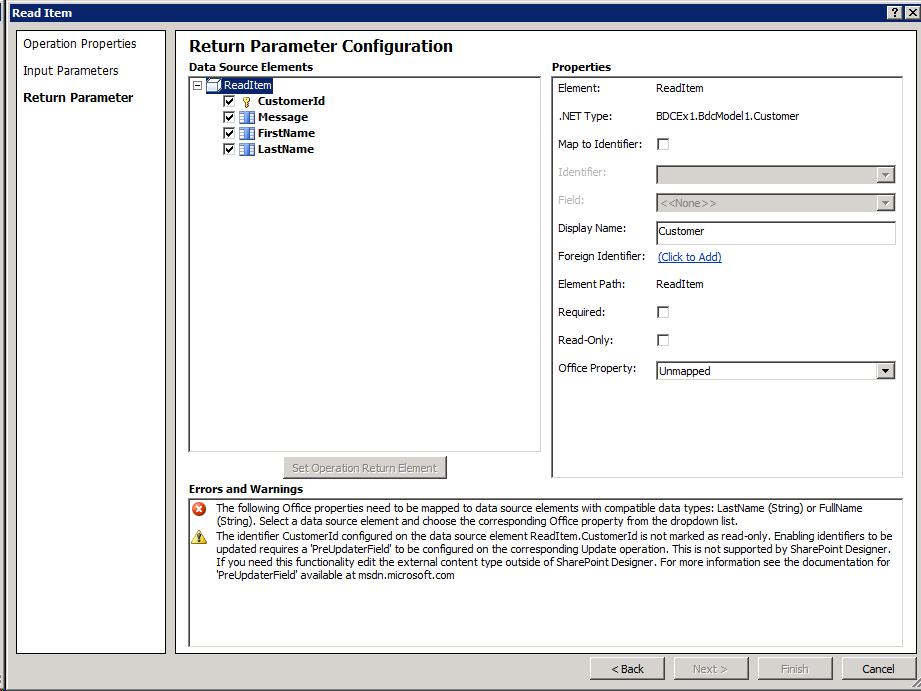 Read Item
Operation Properties
Input Parameters
Return Parameter
Return Parameter Configuration
Data Source Elements
ReadItem
CustomerId
Message
FirstName
LastName
Set Operation Return Element
Properties
Element: ReadItem
.NET Type: BDCEx1.BdcModel1.Customer
Map to Identifier:
Identifier:
Field: <<None>>
Display Name: Customer
Foreign Identifier: (Click to Add)
Element Path: ReadItem
Required:
Read-Only:
Office Property: Unmapped
Errors and Warnings
The following Office properties need to be mapped to data source elements with compatible data types: LastName (String) or FullName
(String). Select a data source element and choose the corresponding Office property from the dropdown list.
The identifier CustomerId configured on the data source element ReadItem.CustomerId is not marked as read-only. Enabling identifiers to be
updated requires a 'PreUpdaterField' to be configured on the corresponding Update operation. This is not supported by SharePoint Designer.
If you need this functionality edit the external content type outside of SharePoint Designer. For more information see the documentation for
'PreUpdaterField' available at msdn.microsoft.com
< Back
Next >
Finish
Cancel